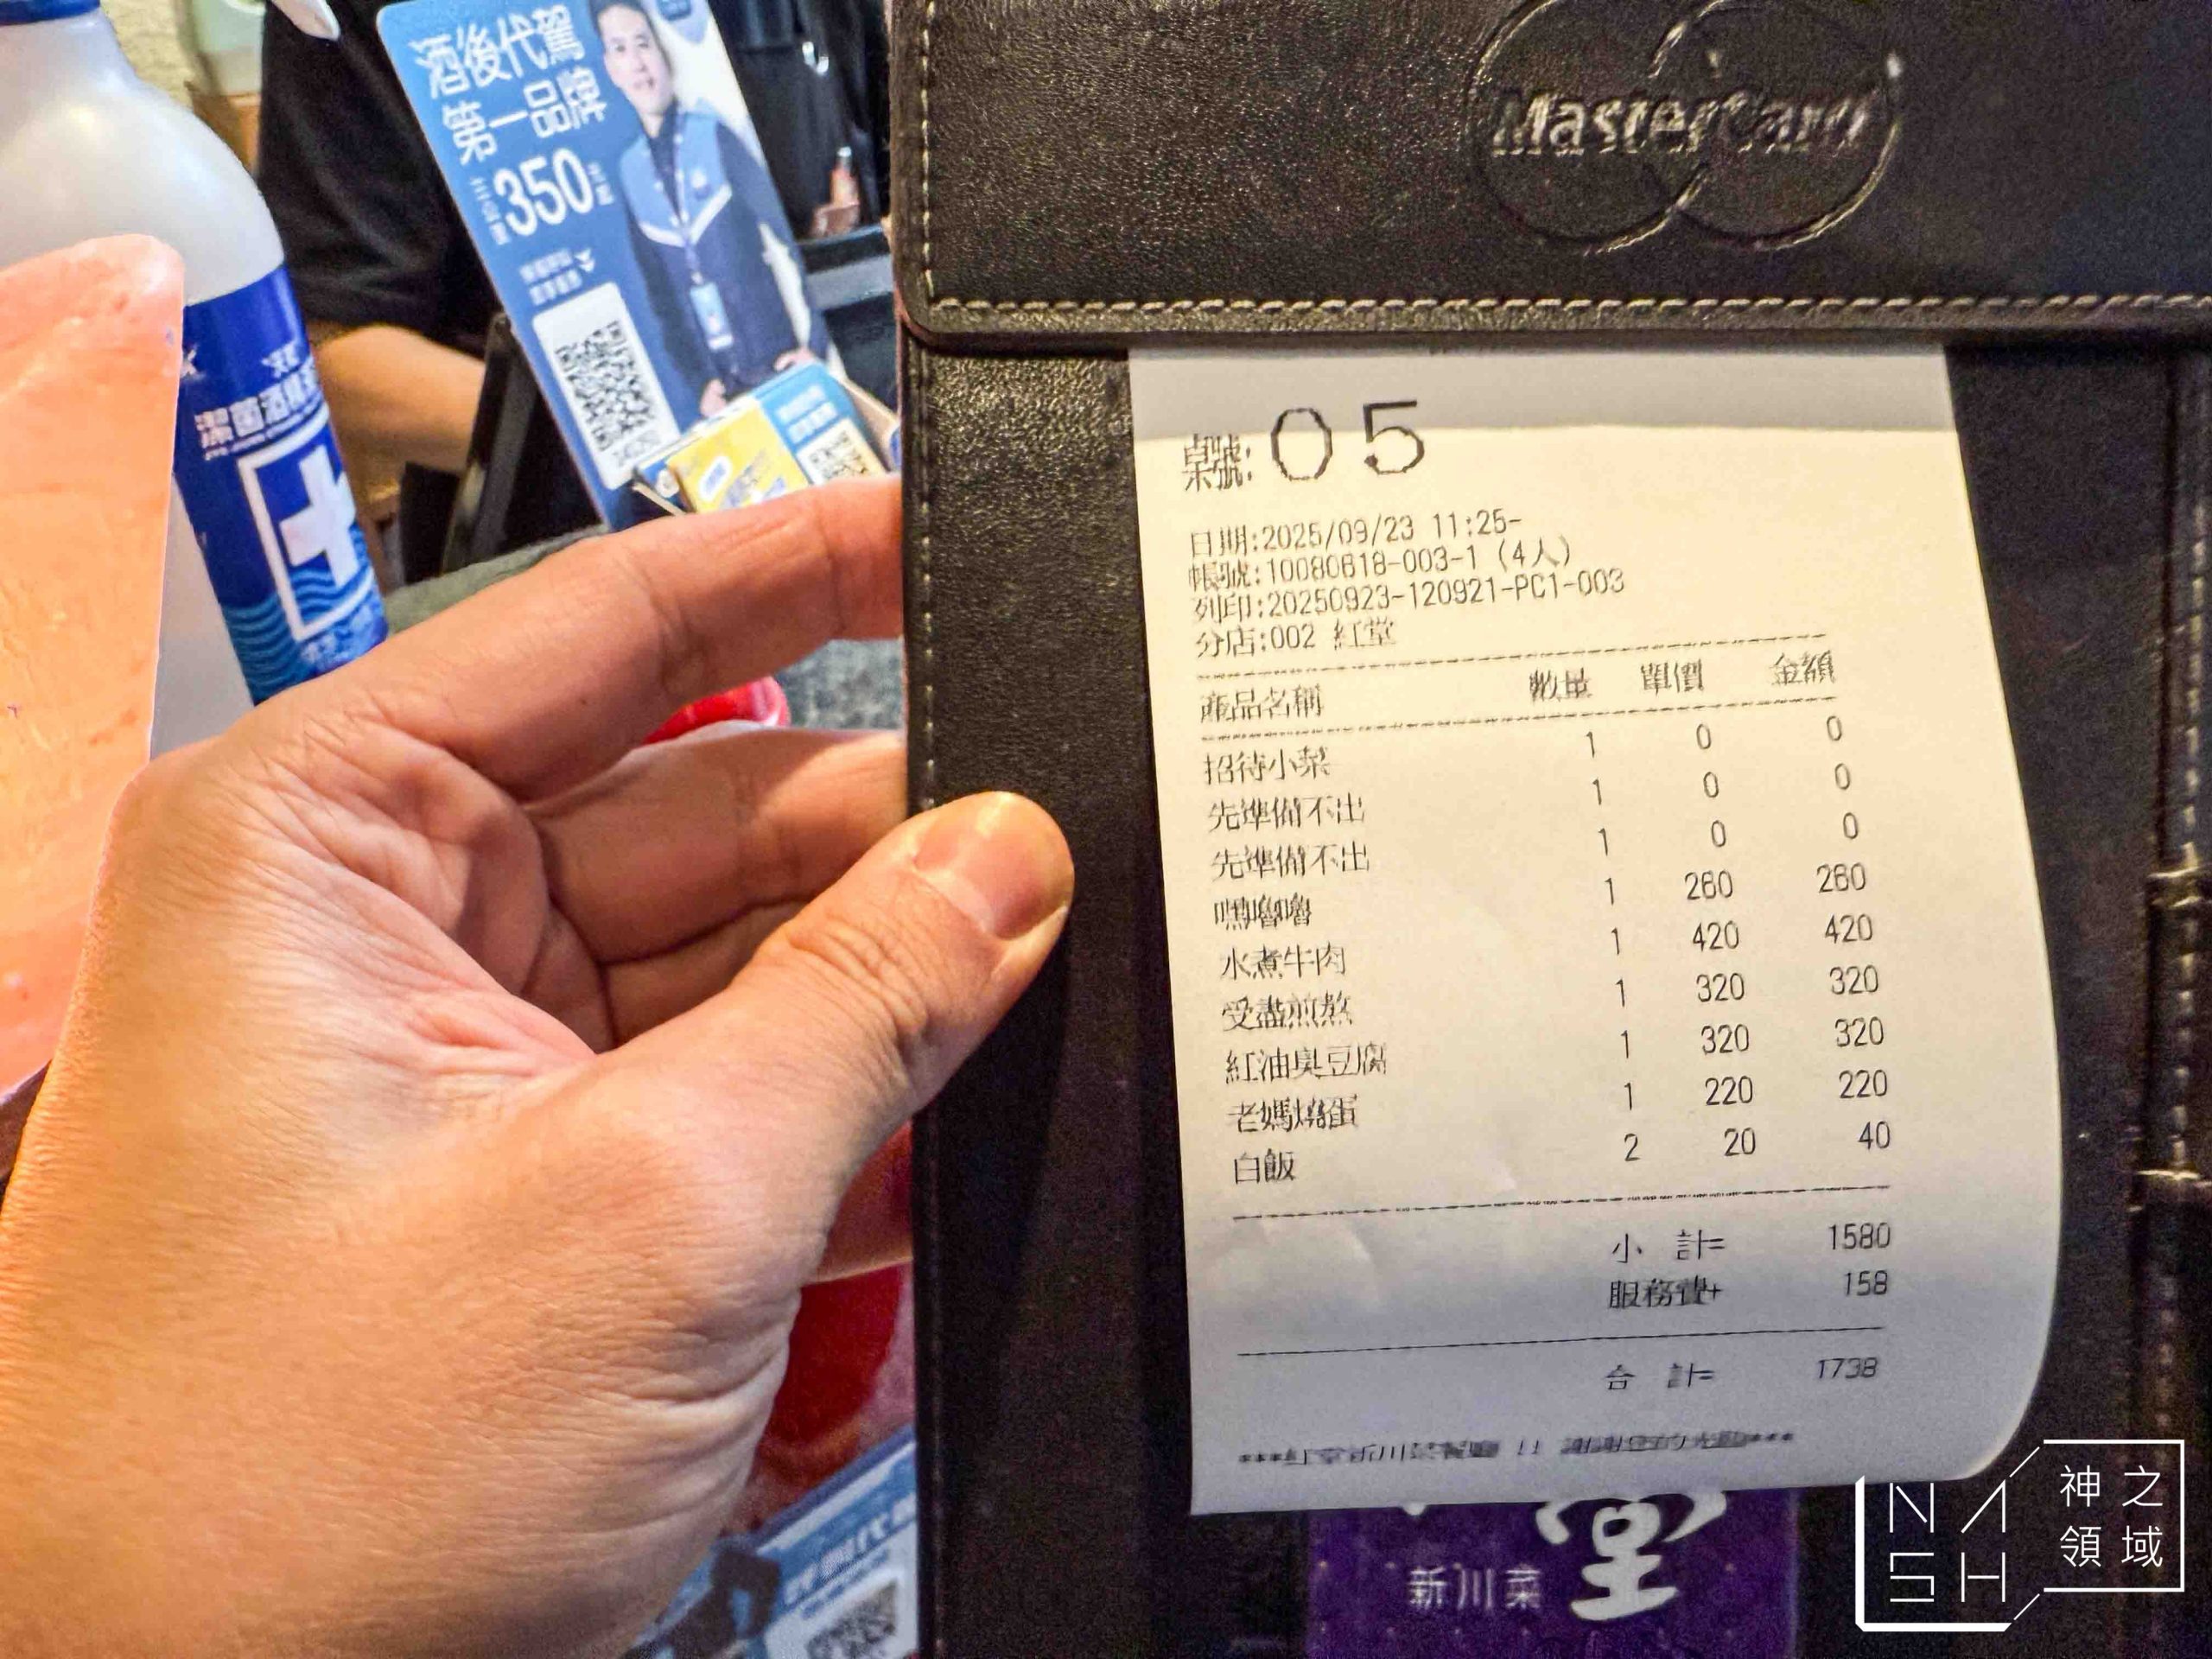 酒後代駕
第一品牌
350
MasterCard
桌號: 05
日期:2025/09/23 11:25-
帳號:10080618-003-1 (4人)
列印:20250923-120921-PC1-003
分店:002 紅堂
產品名稱 數量 單價 金額
招待小菜 1 0 0
先準備不出 1 0 0
先準備不出 1 0 0
嘿嚕嚕 1 260 260
水煮牛肉 1 420 420
受盡煎熬 1 320 320
紅油臭豆腐 1 320 320
老媽燒蛋 1 220 220
白飯 2 20 40
小 計= 1580
服務費+ 158
合 計= 1738
堂
新川菜
NASH
神之
領域